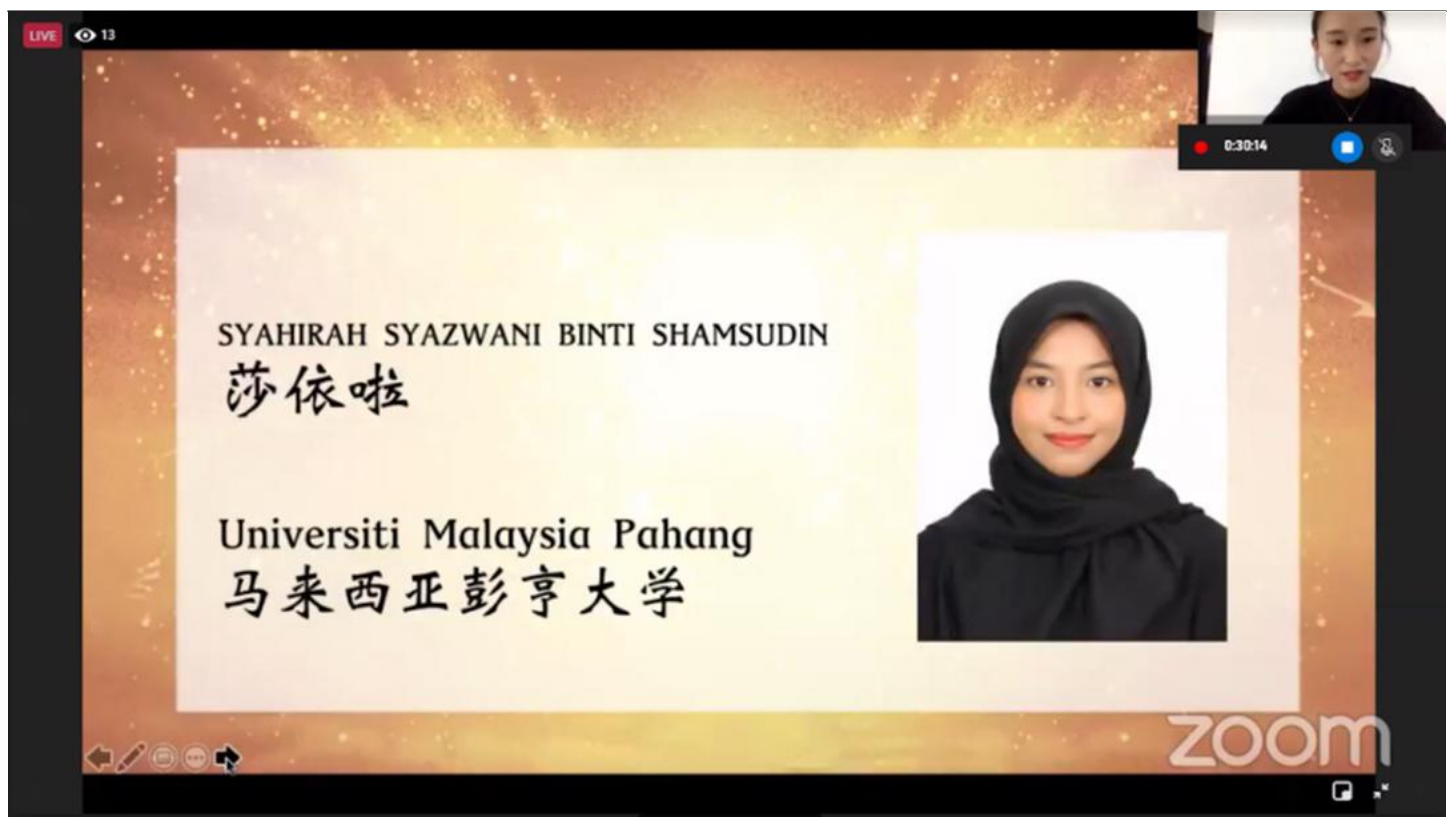 LIVE 13
0:30:14
SYAHIRAH SYAZWANI BINTI SHAMSUDIN
莎依啦
Universiti Malaysia Pahang
马来西亚彭亨大学
zoom